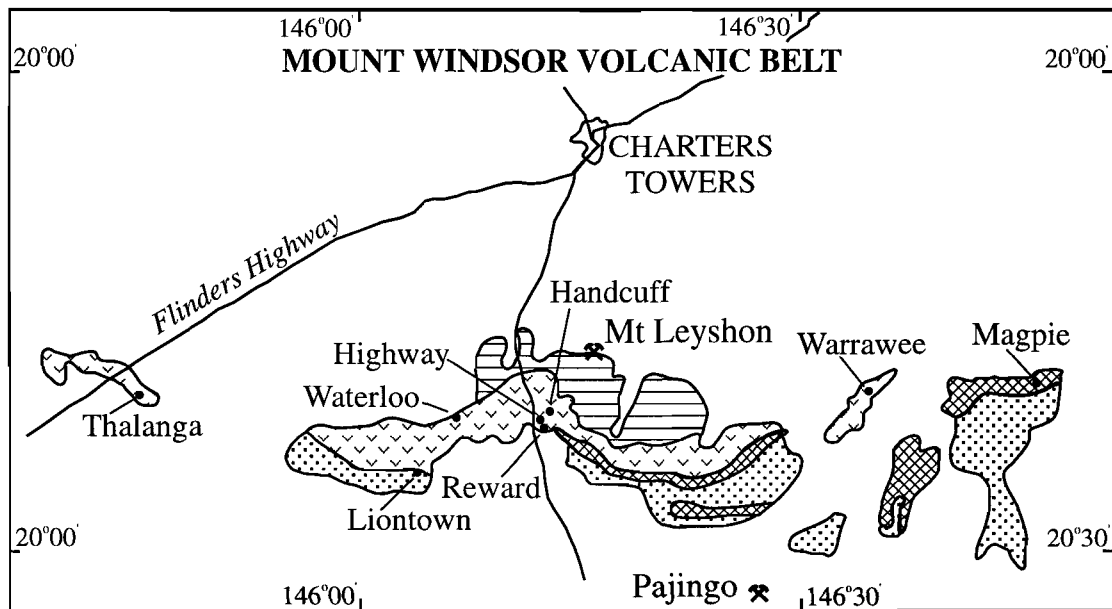 146°00'
146°30'
20°00'
MOUNT WINDSOR VOLCANIC BELT
20°00'
CHARTERS
TOWERS
Flinders Highway
Handcuff
Mt Leyshon
Highway
Warrawee
Magpie
Waterloo
Thalanga
Reward
Liontown
20°00'
20°30'
146°00'
Pajingo
146°30'